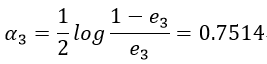 α₃ = 1/2 log (1 − e₃)/e₃ = 0.7514